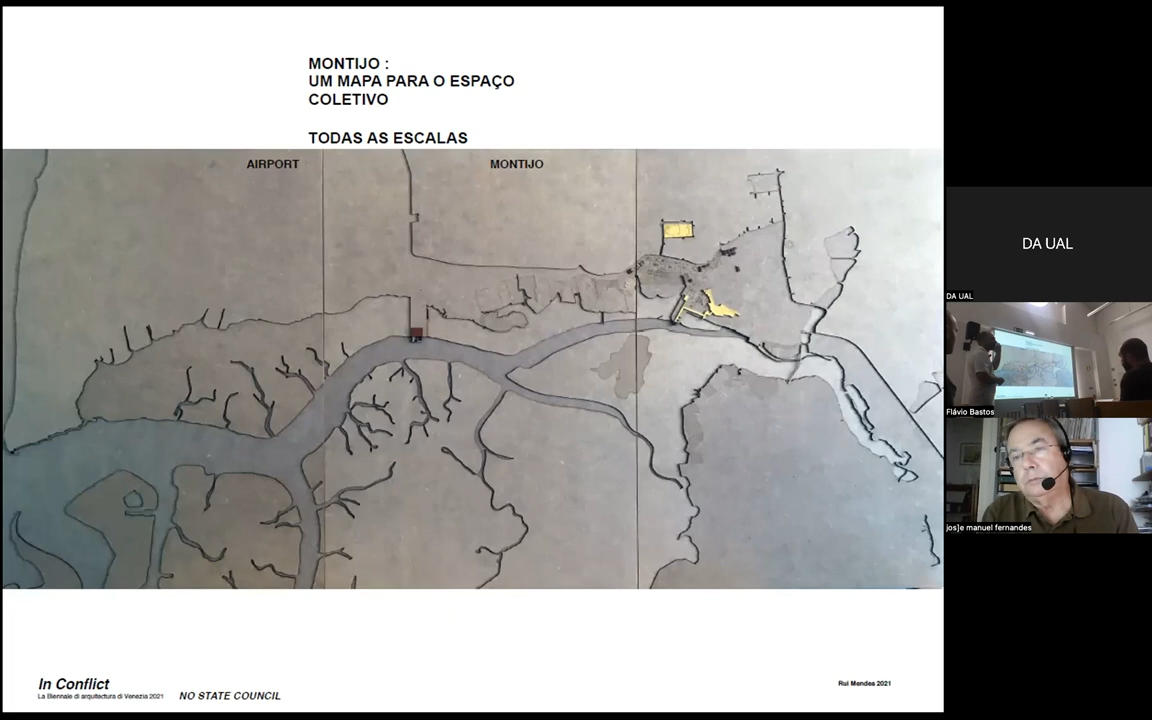 MONTIJO :
UM MAPA PARA O ESPAÇO
COLETIVO
TODAS AS ESCALAS
AIRPORT
MONTIJO
In Conflict
La Biennale di arquitectura di Venezia 2021
NO STATE COUNCIL
Rui Mendes 2021
DA UAL
DA UAL
Flávio Bastos
jos]e manuel fernandes